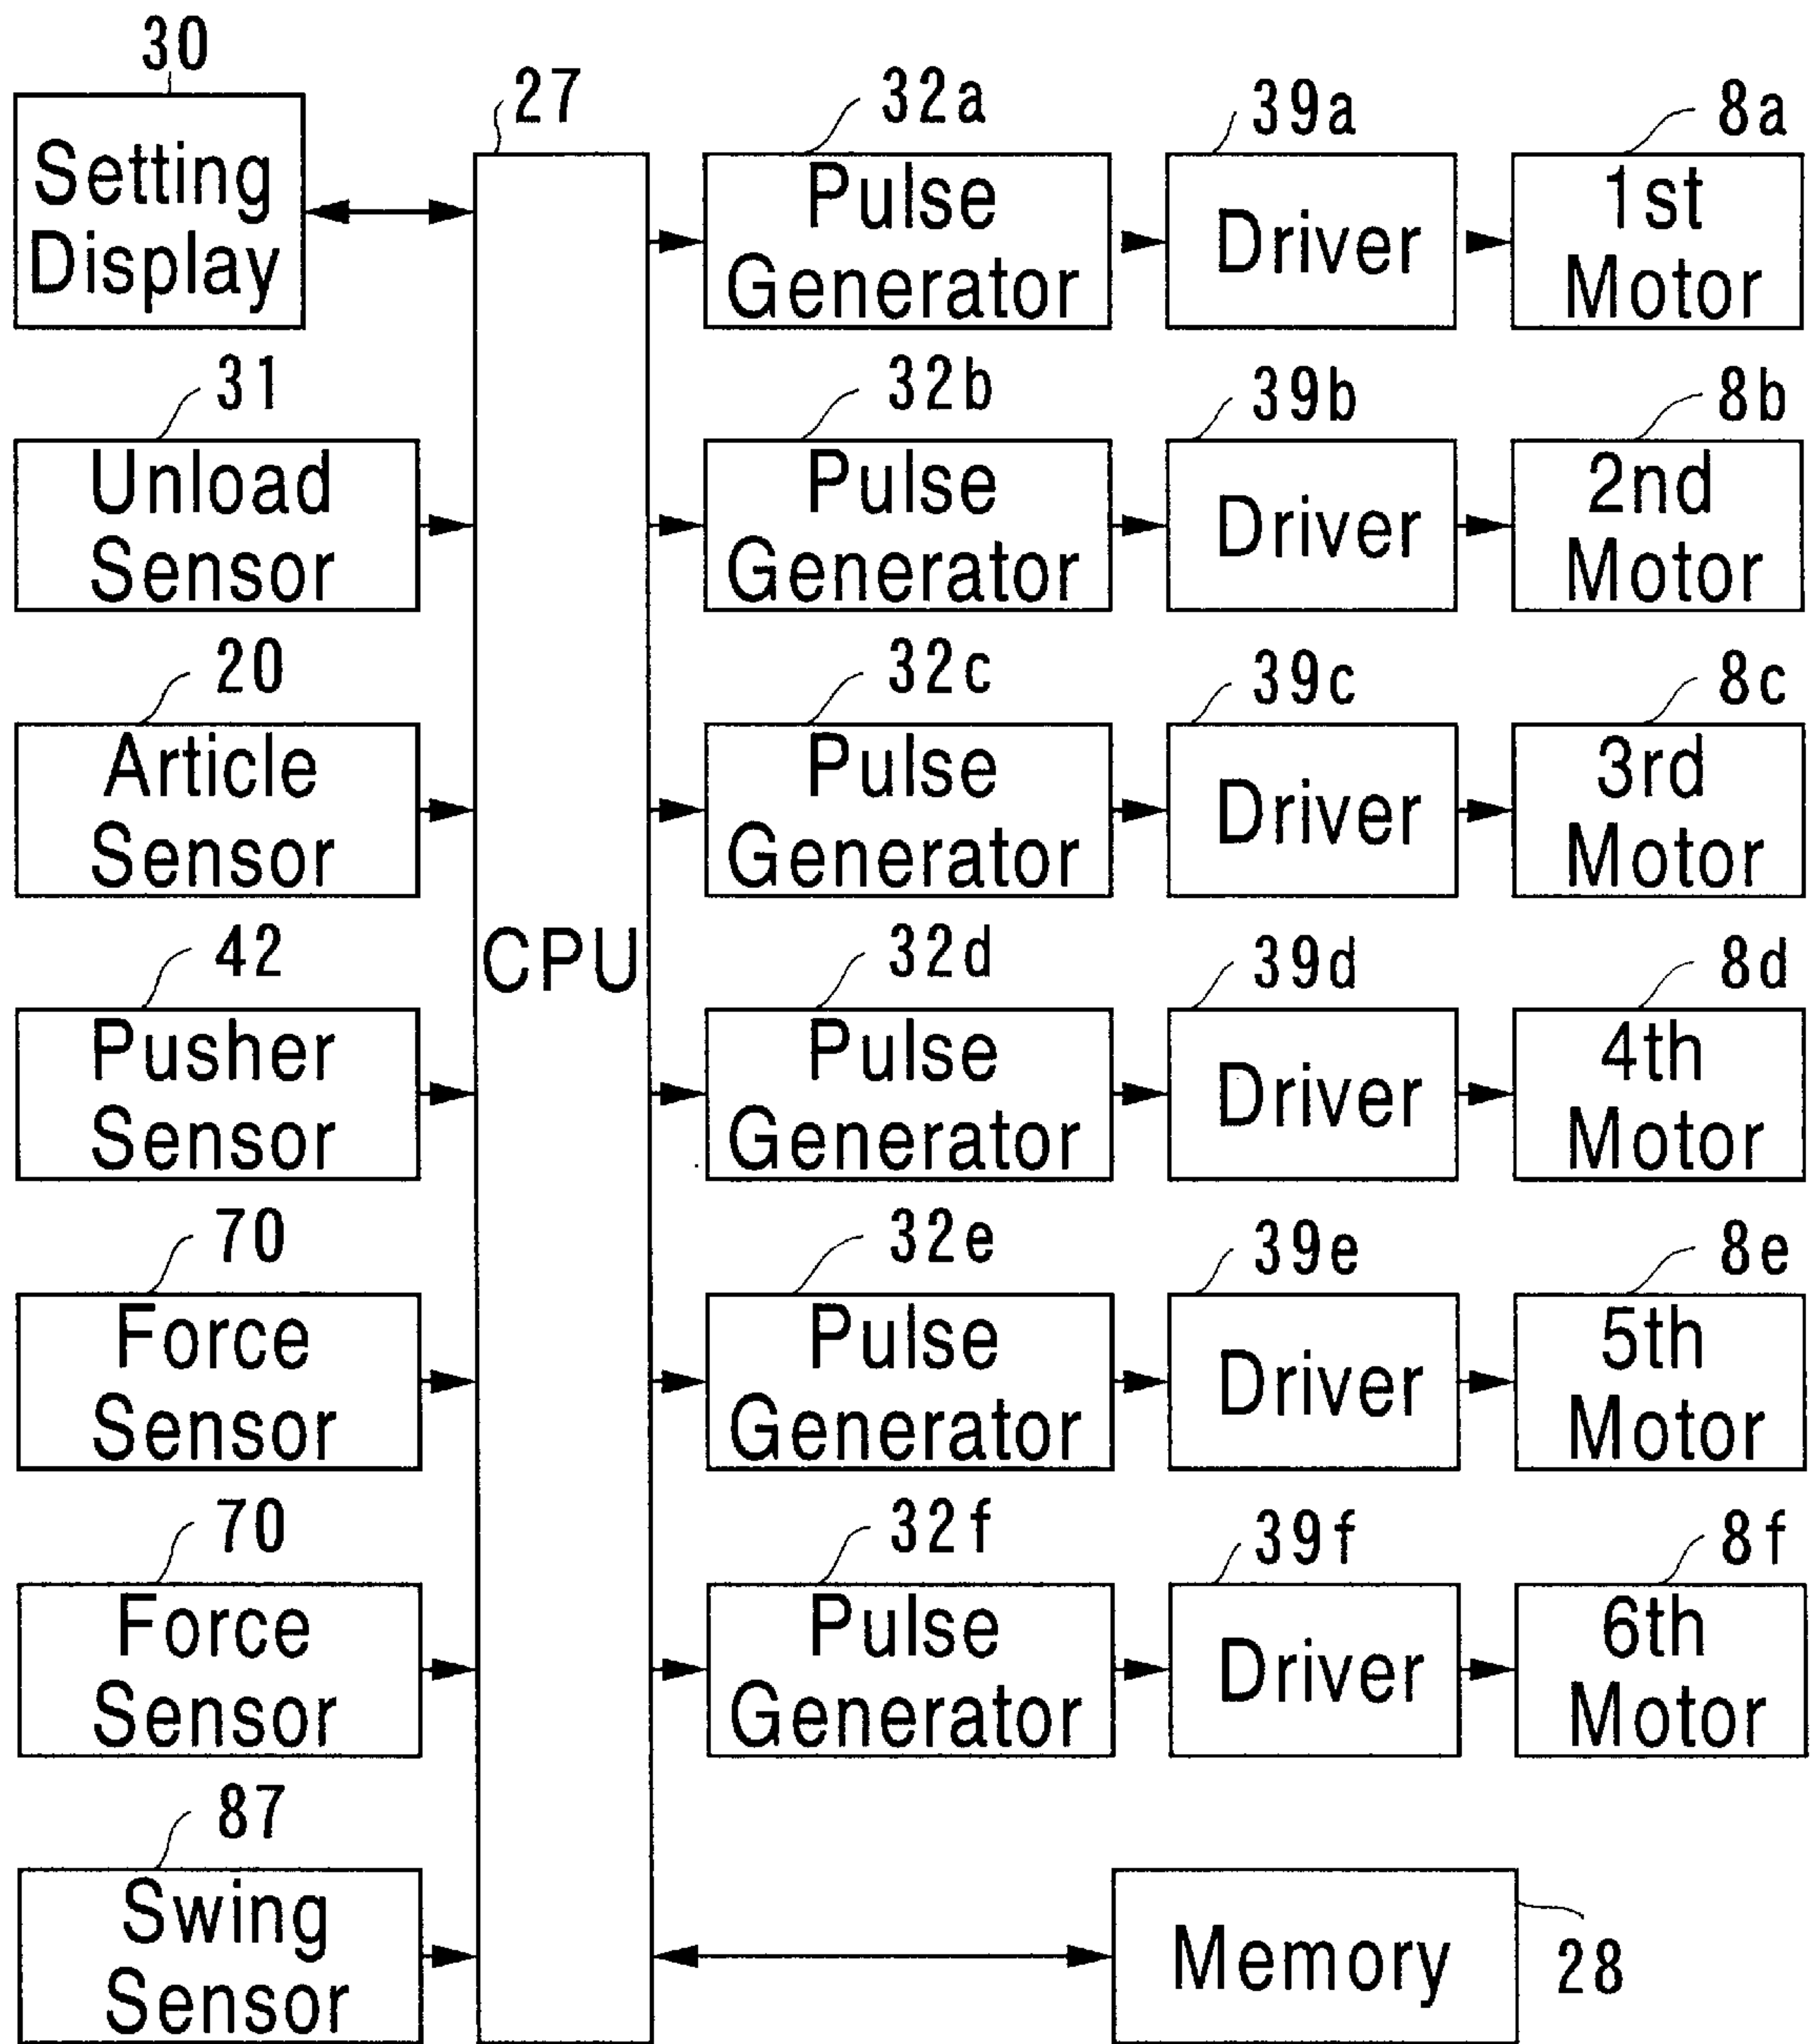 30
Setting
Display
27
CPU
32a
Pulse
Generator
39a
Driver
8a
1st
Motor
31
Unload
Sensor
32b
Pulse
Generator
39b
Driver
8b
2nd
Motor
20
Article
Sensor
32c
Pulse
Generator
39c
Driver
8c
3rd
Motor
42
Pusher
Sensor
32d
Pulse
Generator
39d
Driver
8d
4th
Motor
70
Force
Sensor
32e
Pulse
Generator
39e
Driver
8e
5th
Motor
70
Force
Sensor
32f
Pulse
Generator
39f
Driver
8f
6th
Motor
87
Swing
Sensor
Memory
28